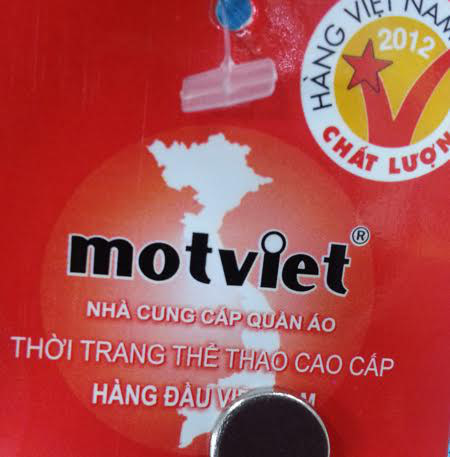 HÀNG VIỆT NAM
2012
CHẤT LƯỢN
motviet®
NHÀ CUNG CẤP QUẦN ÁO
THỜI TRANG THỂ THAO CAO CẤP
HÀNG ĐẦU